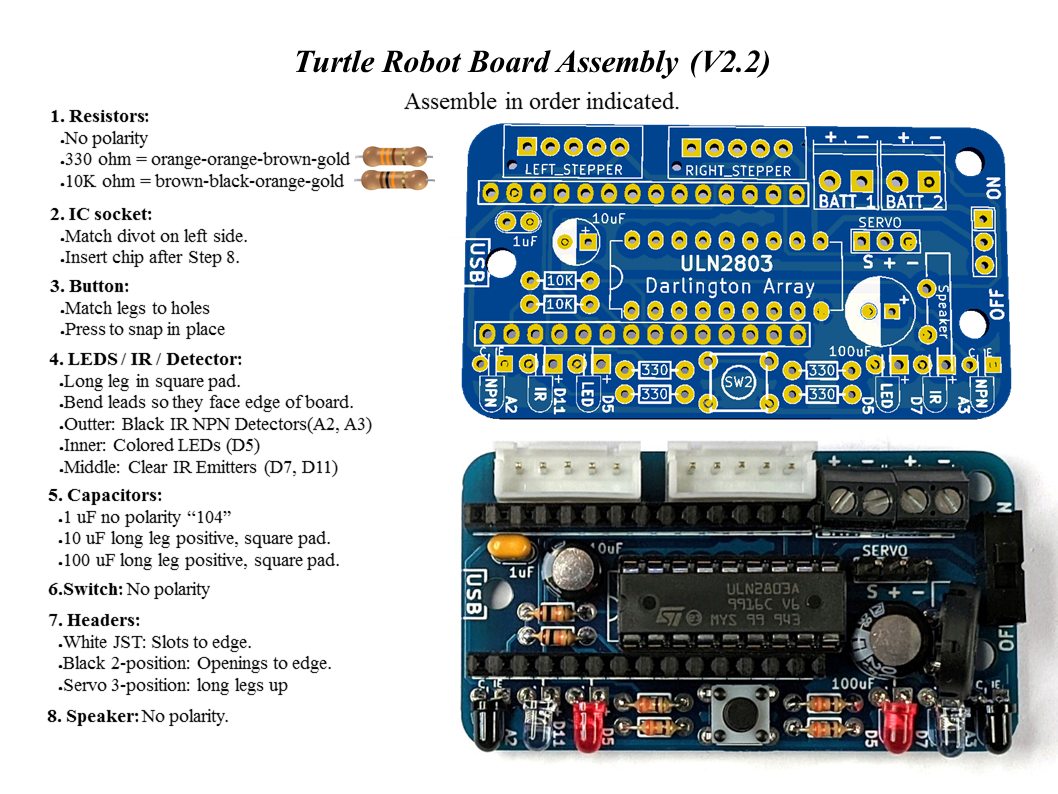 Turtle Robot Board Assembly (V2.2)
Assemble in order indicated.
1. Resistors:
.No polarity
.330 ohm = orange-orange-brown-gold
.10K ohm = brown-black-orange-gold
2. IC socket:
.Match divot on left side.
.Insert chip after Step 8.
3. Button:
.Match legs to holes
.Press to snap in place
4. LEDS / IR / Detector:
.Long leg in square pad.
.Bend leads so they face edge of board.
.Outter: Black IR NPN Detectors(A2, A3)
.Inner: Colored LEDs (D5)
.Middle: Clear IR Emitters (D7, D11)
5. Capacitors:
.1 uF no polarity “104”
.10 uF long leg positive, square pad.
.100 uF long leg positive, square pad.
6.Switch: No polarity
7. Headers:
.White JST: Slots to edge.
.Black 2-position: Openings to edge.
.Servo 3-position: long legs up
8. Speaker: No polarity.
+ - + -
LEFT_STEPPER RIGHT_STEPPER
BATT_1 BATT_2
ON
1uF
10uF
+
SERVO
S + -
USB
ULN2803
Darlington Array
10K
10K
Speaker
OFF
+
100uF
C IE
NPN
A2
IR
D11
+
LED
D5
+
330
330
SW2
330
330
D5
LED
+
D7
IR
+
A3
C IE
NPN
+ - + -
N
1uF
10uF
SERVO
S + -
USB
ULN2803A
9916C V6
ST
MYS 99 943
OF
100uF
C IE
A2
D11
D5
D5
D7
A3
C IE